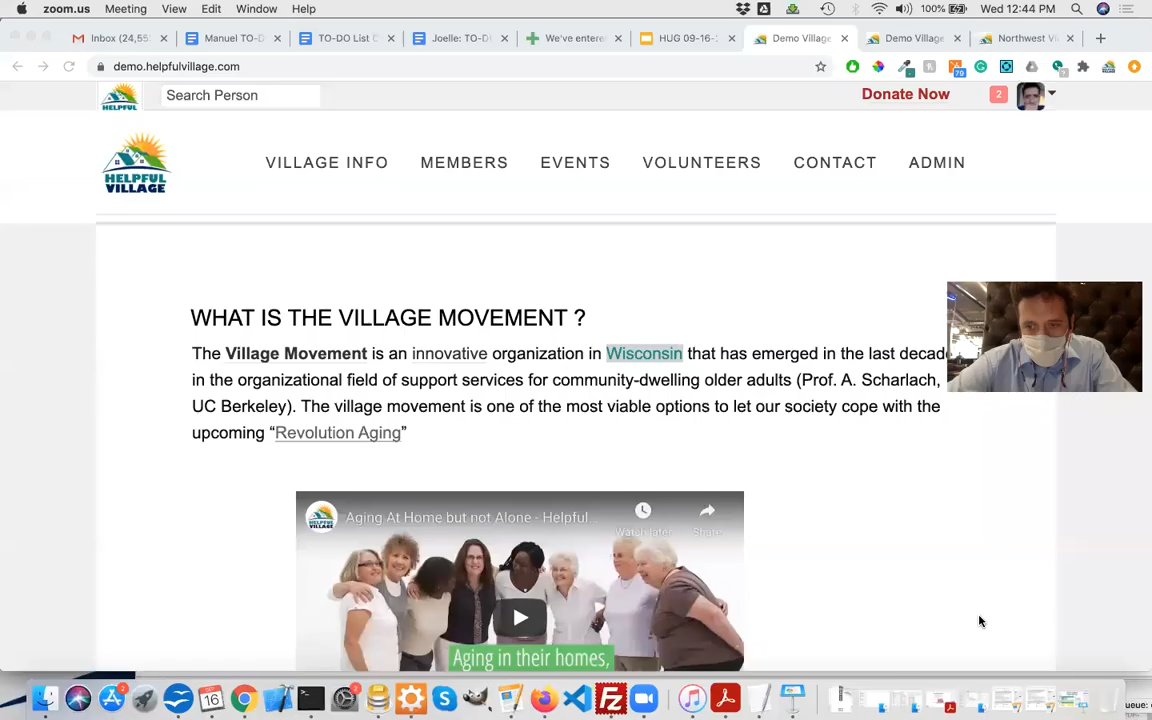 zoom.us Meeting View Edit Window Help 100% Wed 12:44 PM
Inbox (24,55 Manuel TO-D TO-DO List C Joelle: TO-D We've entere HUG 09-16-2 Demo Village Demo Village Northwest Vi
demo.helpfulvillage.com 79
HELPFUL Search Person Donate Now 2
HELPFUL
VILLAGE
VILLAGE INFO MEMBERS EVENTS VOLUNTEERS CONTACT ADMIN
WHAT IS THE VILLAGE MOVEMENT ?
The Village Movement is an innovative organization in Wisconsin that has emerged in the last decade
in the organizational field of support services for community-dwelling older adults (Prof. A. Scharlach,
UC Berkeley). The village movement is one of the most viable options to let our society cope with the
upcoming “Revolution Aging”
Aging At Home but not Alone - Helpful...
Watch later Share
Aging in their homes,
16
ueue: